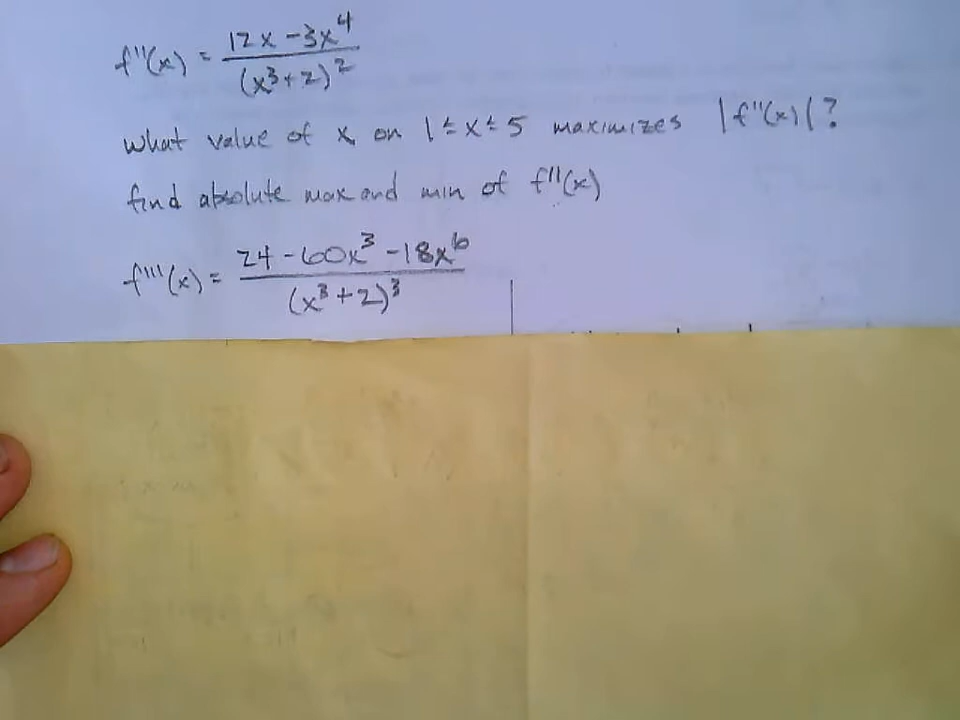 f''(x) = 12x - 3x⁴ / (x³ + 2)²
What value of x on 1 ≤ x ≤ 5 maximizes |f''(x)|?
find absolute max and min of f''(x)
f'''(x) = 24 - 60x³ - 18x⁶ / (x³ + 2)³